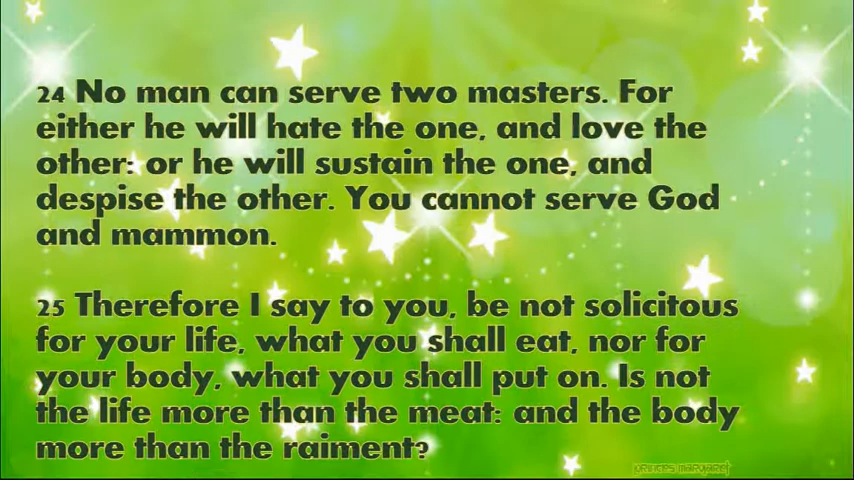 24 No man can serve two masters. For
either he will hate the one, and love the
other: or he will sustain the one, and
despise the other. You cannot serve God
and mammon.
25 Therefore I say to you, be not solicitous
for your life, what you shall eat, nor for
your body, what you shall put on. Is not
the life more than the meat: and the body
more than the raiment?